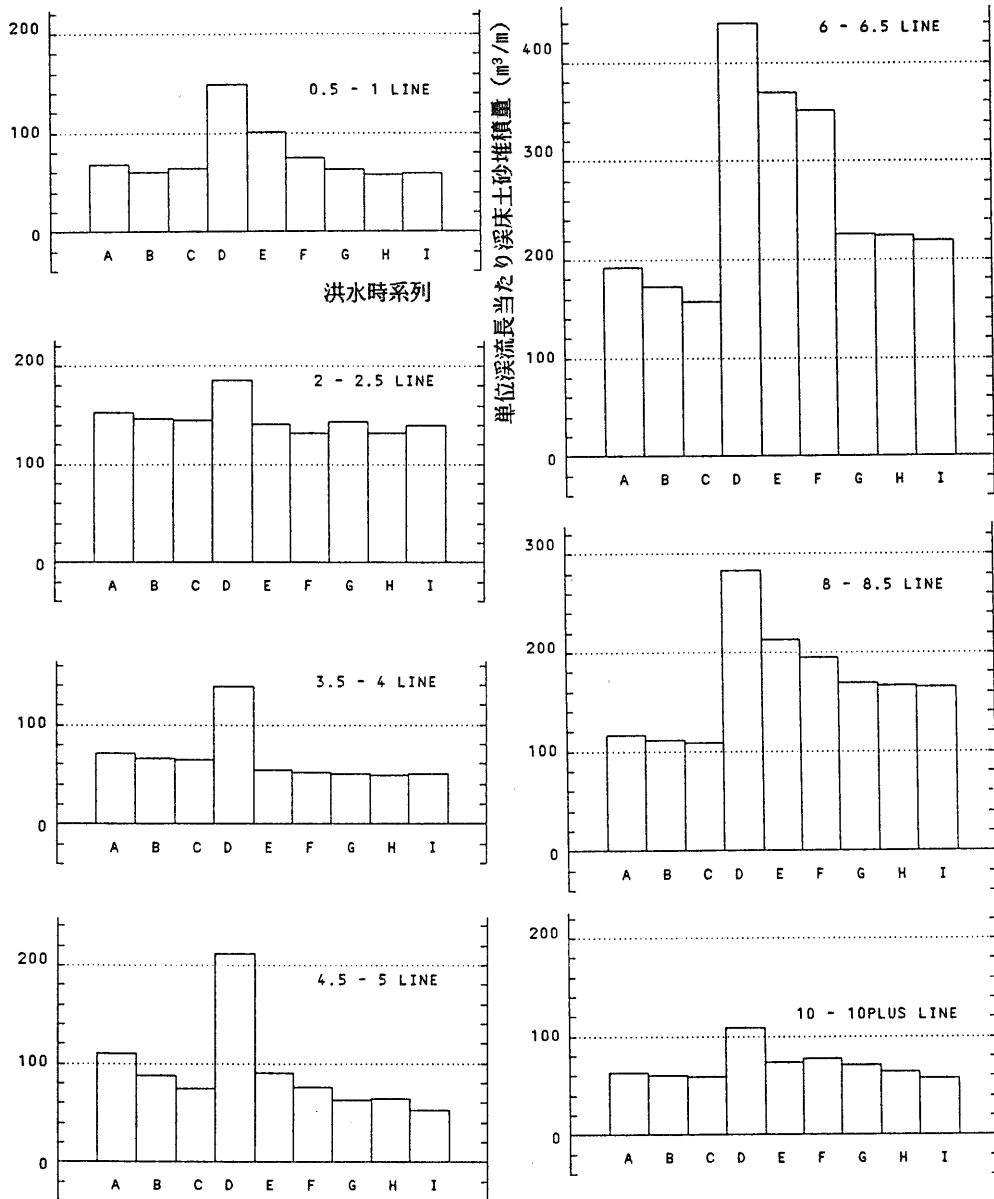 200
0.5 - 1 LINE
100
0
A B C D E F G H I
洪水時系列
200
2 - 2.5 LINE
100
0
A B C D E F G H I
3.5 - 4 LINE
100
0
A B C D E F G H I
200
4.5 - 5 LINE
100
0
A B C D E F G H I
単位渓流長当たり渓床土砂堆積量 (m³/m)
6 - 6.5 LINE
400
300
200
100
0
A B C D E F G H I
300
8 - 8.5 LINE
200
100
0
A B C D E F G H I
200
10 - 10PLUS LINE
100
0
A B C D E F G H I